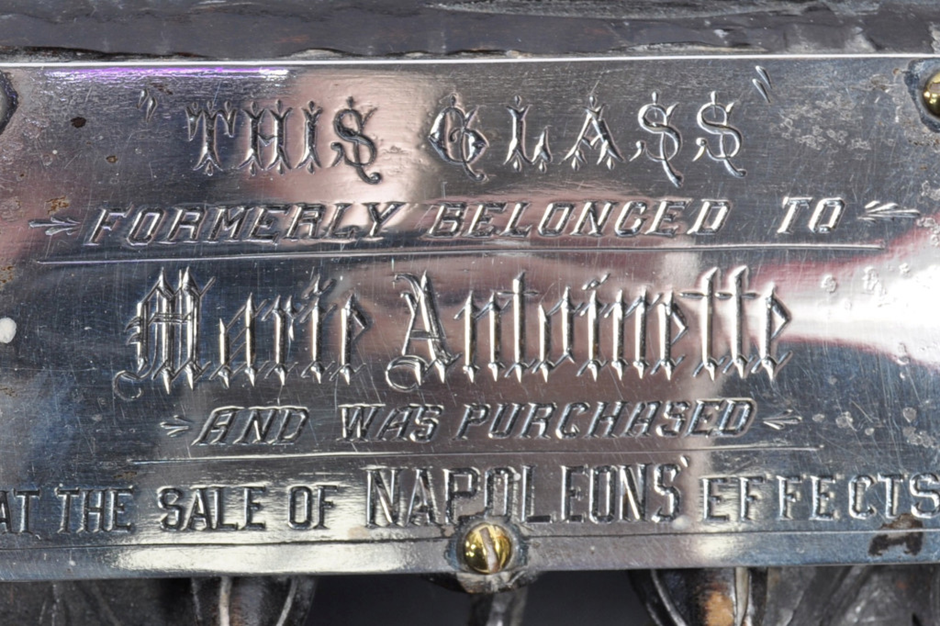 "THIS GLASS"
FORMERLY BELONGED TO
Marie Antoinette
AND WAS PURCHASED
AT THE SALE OF NAPOLEONS' EFFECTS